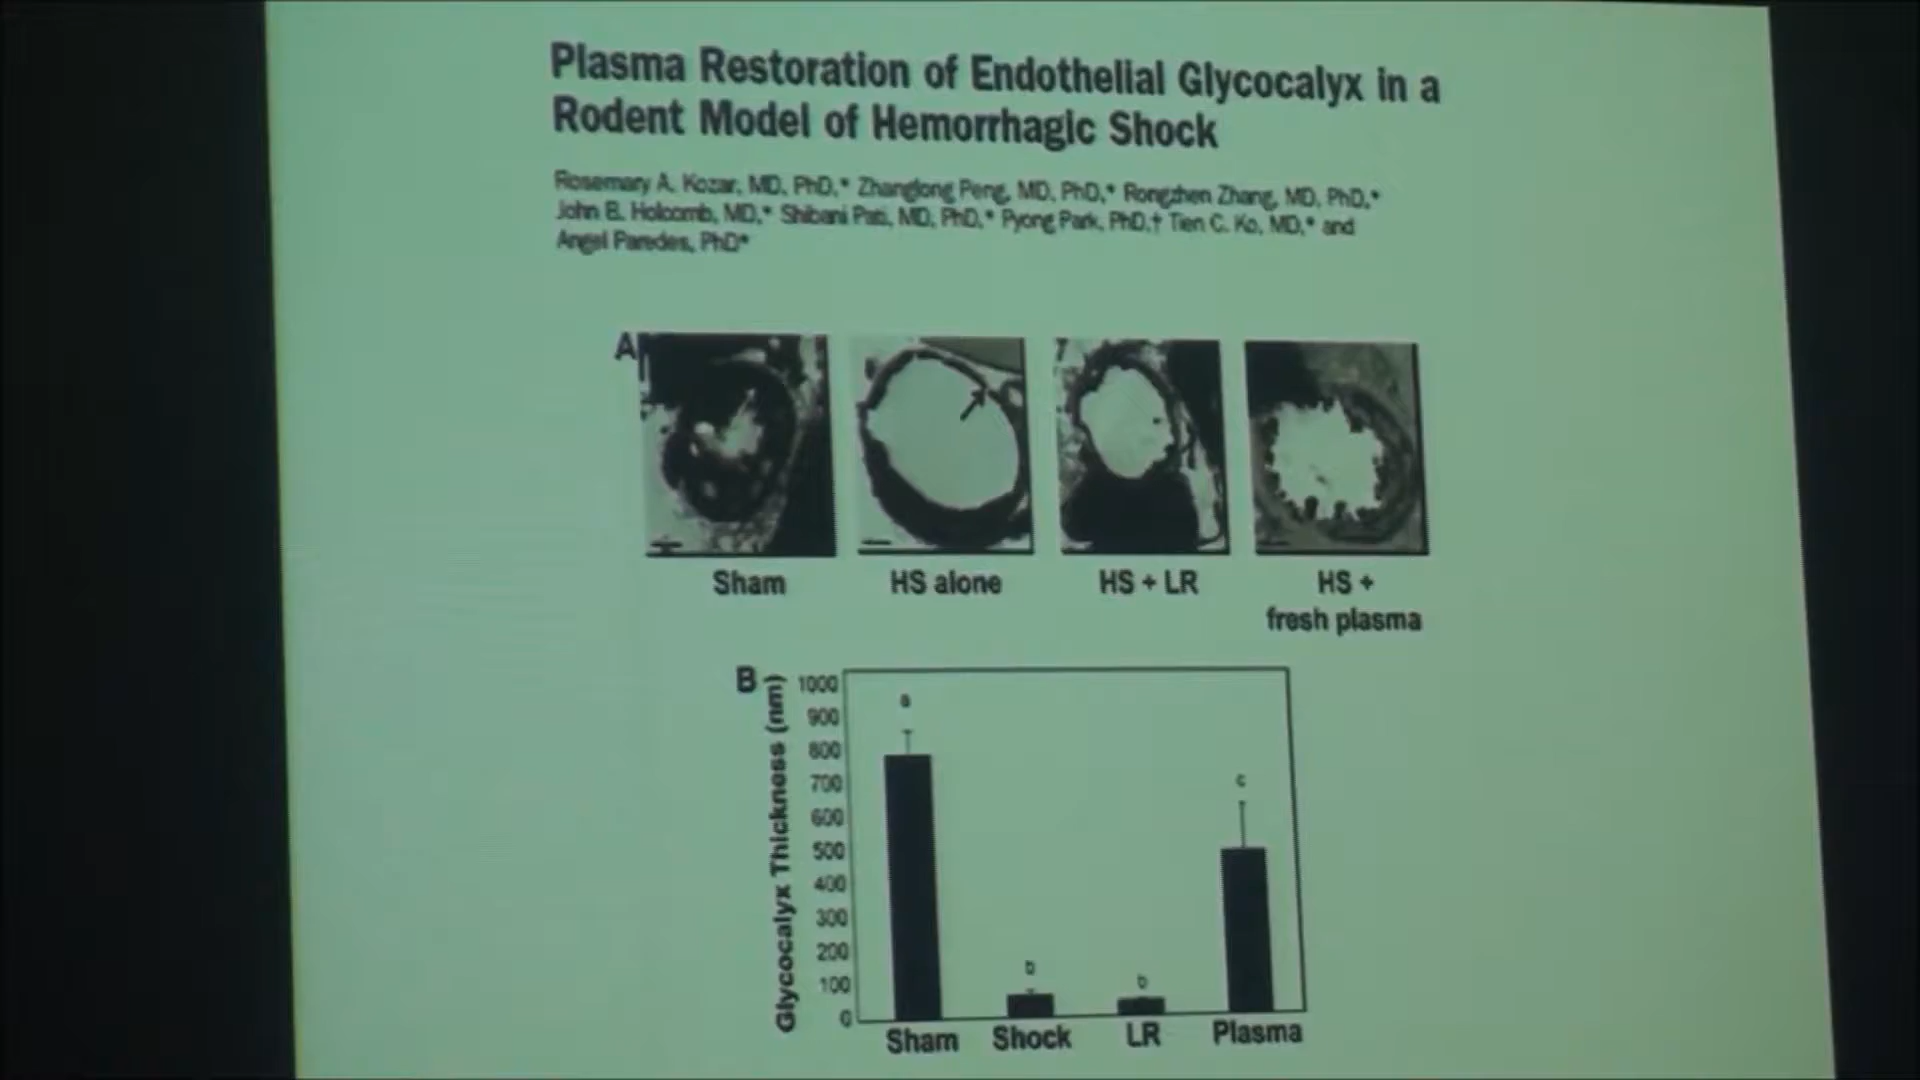 Plasma Restoration of Endothelial Glycocalyx in a
Rodent Model of Hemorrhagic Shock
Rosemary A. Kozar, MD, PhD,* Zhanglong Peng, MD, PhD,* Rongzhen Zhang, MD, PhD,*
John B. Holcomb, MD,* Shibani Pati, MD, PhD,* Pyong Park, PhD,† Tien C. Ko, MD,* and
Angel Paredes, PhD*
A
Sham
HS alone
HS + LR
HS +
fresh plasma
B
Glycocalyx Thickness (nm)
1000
900
800
700
600
500
400
300
200
100
0
a
b
b
c
Sham
Shock
LR
Plasma